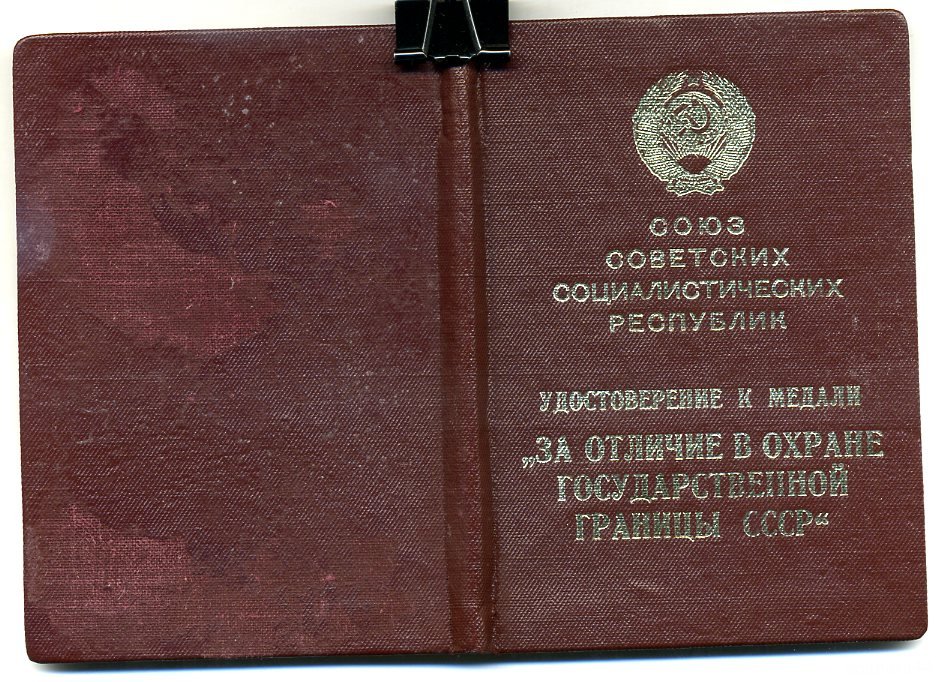 СОЮЗ
СОВЕТСКИХ
СОЦИАЛИСТИЧЕСКИХ
РЕСПУБЛИК
УДОСТОВЕРЕНИЕ К МЕДАЛИ
„ЗА ОТЛИЧИЕ В ОХРАНЕ
ГОСУДАРСТВЕННОЙ
ГРАНИЦЫ СССР“